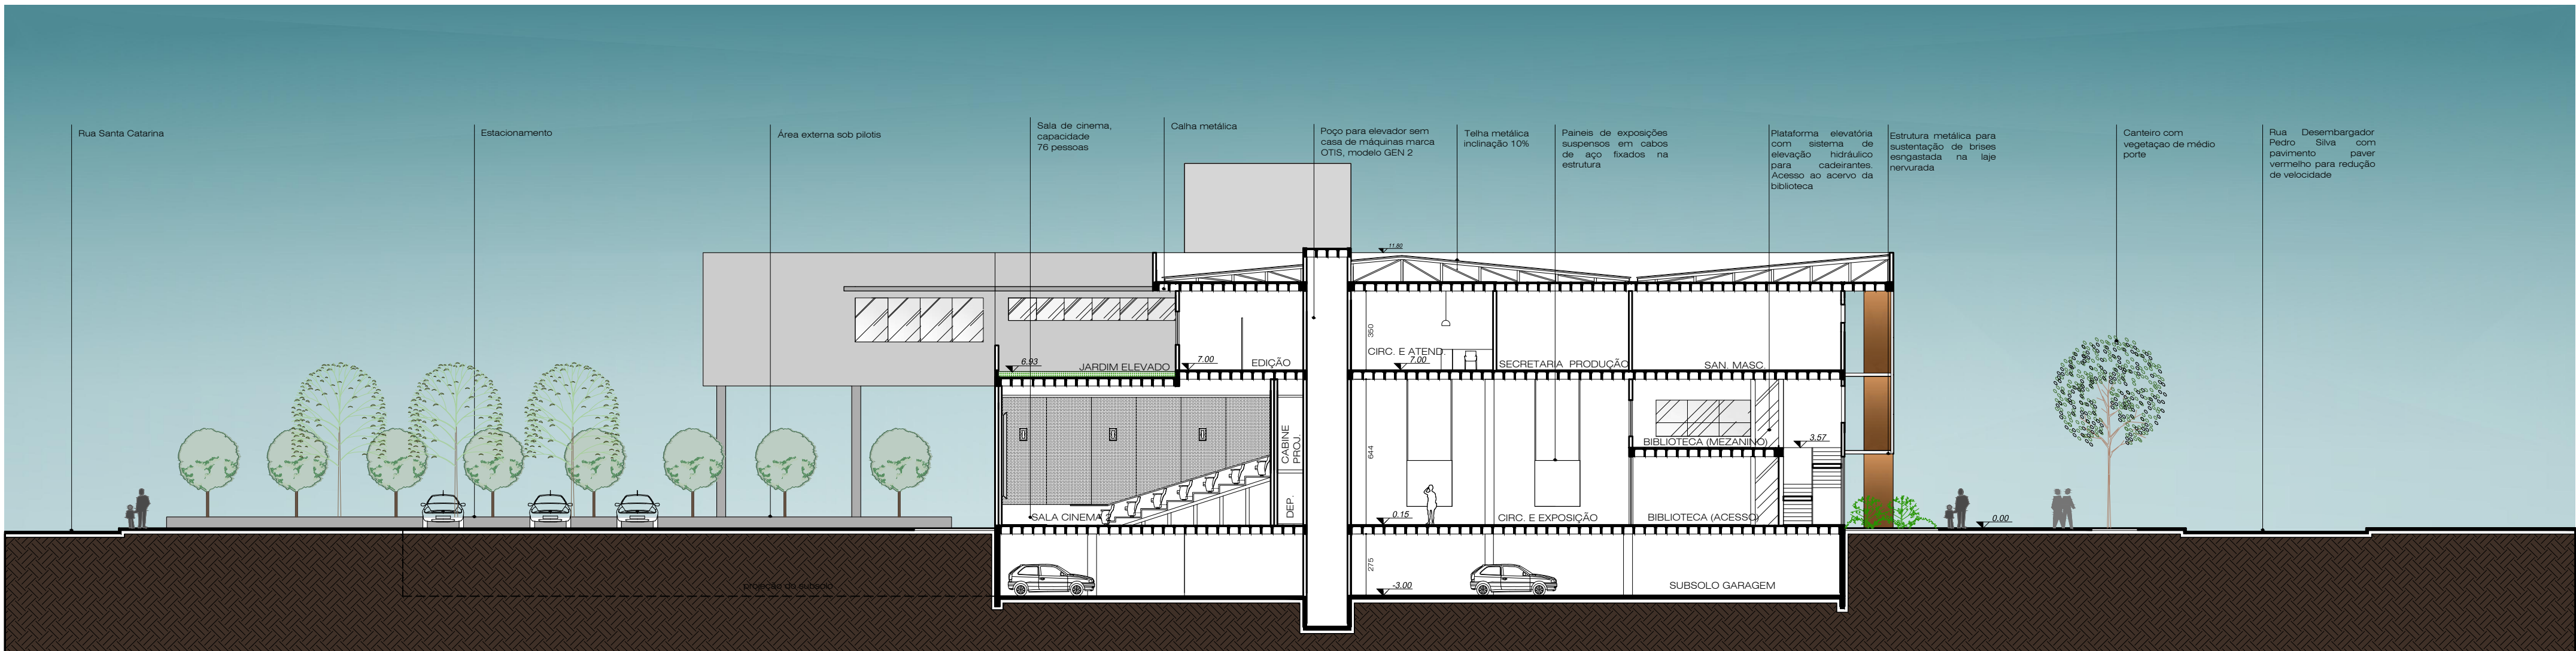 Rua Santa Catarina
Estacionamento
Área externa sob pilotis
Sala de cinema,
capacidade
76 pessoas
Calha metálica
Poço para elevador sem
casa de máquinas marca
OTIS, modelo GEN 2
Telha metálica
inclinação 10%
Paineis de exposições
suspensos em cabos
de aço fixados na
estrutura
Plataforma elevatória
com sistema de
elevação hidráulico
para cadeirantes.
Acesso ao acervo da
biblioteca
Estrutura metálica para
sustentação de brises
esngastada na laje
nervurada
Canteiro com
vegetaçao de médio
porte
Rua Desembargador
Pedro Silva com
pavimento paver
vermelho para redução
de velocidade
11.80
350
6.93
JARDIM ELEVADO
7.00
EDIÇÃO
CIRC. E ATEND.
7.00
SECRETARIA
PRODUÇÃO
SAN. MASC.
CABINE
PROJ.
644
BIBLIOTECA (MEZANINO)
3.57
DEP.
SALA CINEMA
0.15
CIRC. E EXPOSIÇÃO
BIBLIOTECA (ACESSO)
0.00
275
projeção do subsolo
-3.00
SUBSOLO GARAGEM